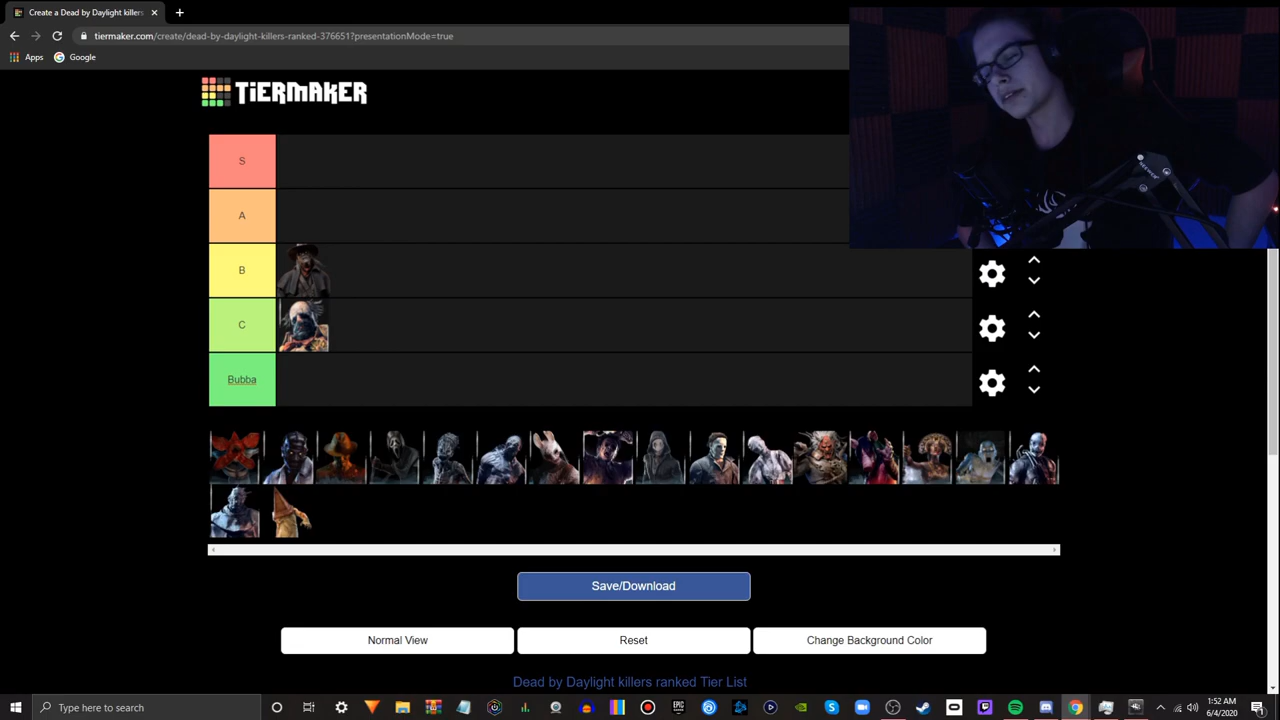 Create a Dead by Daylight killers
tiermaker.com/create/dead-by-daylight-killers-ranked-376651?presentationMode=true
Apps
Google
TiERMAKER
S
A
B
C
Bubba
Save/Download
Normal View
Reset
Change Background Color
Dead by Daylight killers ranked Tier List
Type here to search
EPIC
1:52 AM
6/4/2020